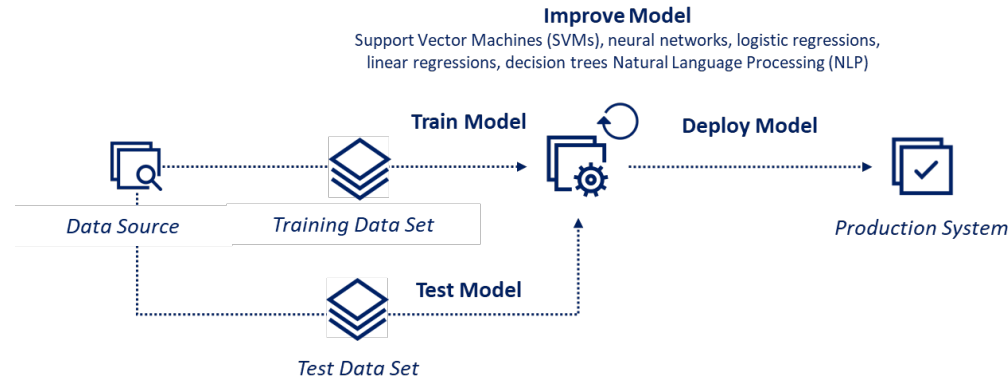 Improve Model
Support Vector Machines (SVMs), neural networks, logistic regressions,
linear regressions, decision trees Natural Language Processing (NLP)
Train Model
Deploy Model
Data Source
Training Data Set
Production System
Test Model
Test Data Set